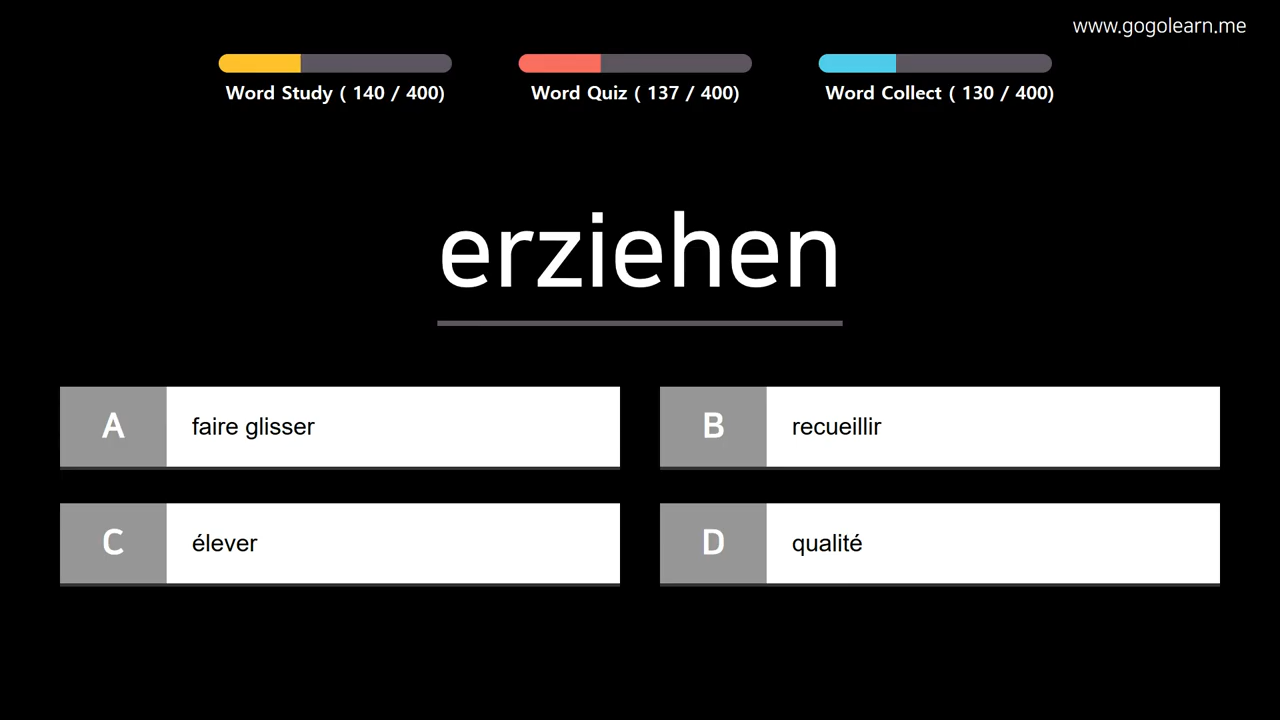 www.gogolearn.me
Word Study ( 140 / 400)
Word Quiz ( 137 / 400)
Word Collect ( 130 / 400)
erziehen
A faire glisser
B recueillir
C élever
D qualité